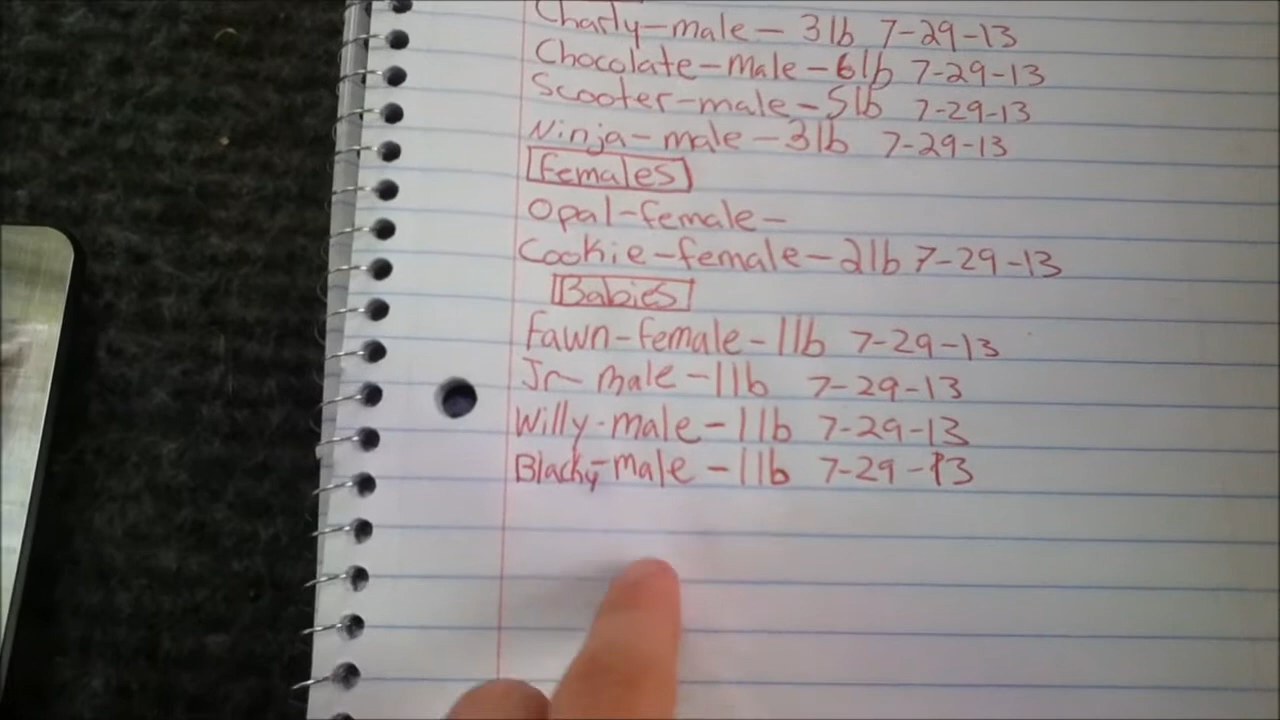 Charly-male- 3lb 7-29-13
Chocolate-male-6lb 7-29-13
Scooter-male-5lb 7-29-13
Ninja-male-3lb 7-29-13
Females
Opal-female-
Cookie-female-2lb 7-29-13
Babies
Fawn-female-1lb 7-29-13
Jr- male-1lb 7-29-13
Willy-male-1lb 7-29-13
Blacky-male-1lb 7-29-13